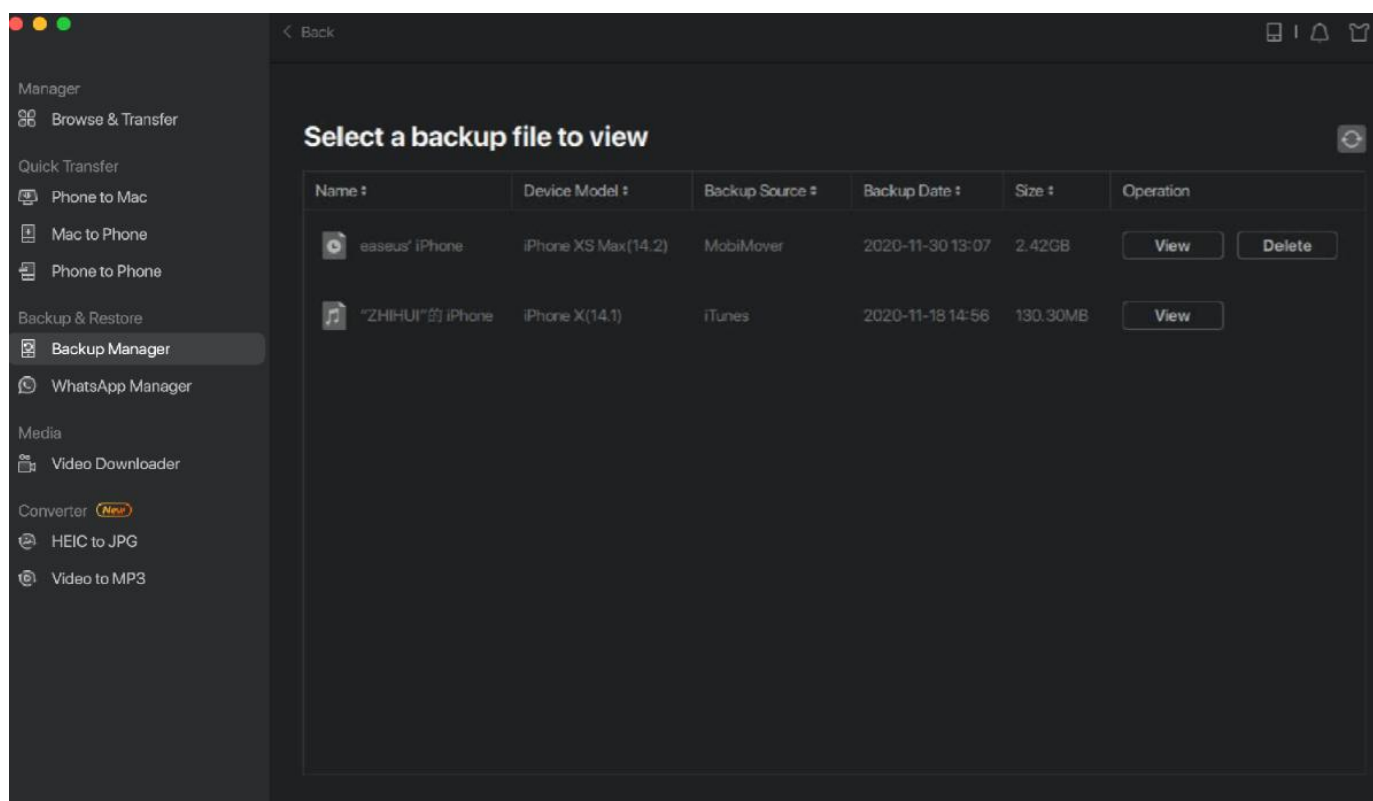 Back
Manager
Browse & Transfer
Quick Transfer
Phone to Mac
Mac to Phone
Phone to Phone
Backup & Restore
Backup Manager
WhatsApp Manager
Media
Video Downloader
Converter New
HEIC to JPG
Video to MP3
Select a backup file to view
Name Device Model Backup Source Backup Date Size Operation
easeus' iPhone iPhone XS Max(14.2) MobiMover 2020-11-30 13:07 2.42GB View Delete
"ZHIHUI"的 iPhone iPhone X(14.1) iTunes 2020-11-18 14:56 130.30MB View